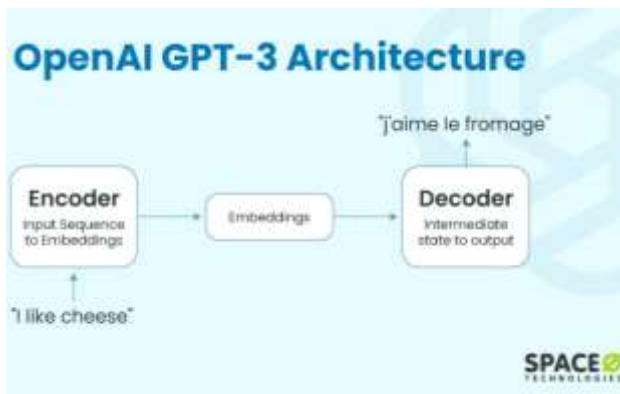 OpenAI GPT-3 Architecture
"j'aime le fromage"
Encoder
Input Sequence
to Embeddings
Embeddings
Decoder
Intermediate
state to output
"I like cheese"
SPACE
TECHNOLOGIES